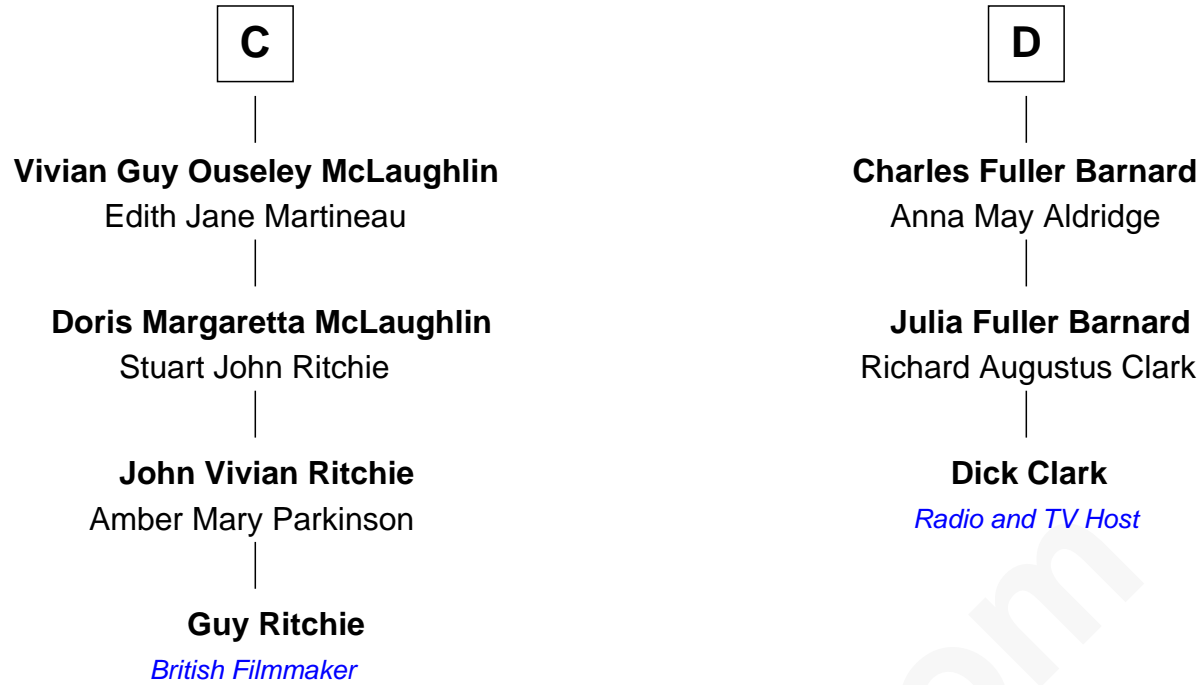 C
Vivian Guy Ouseley McLaughlin
Edith Jane Martineau
Doris Margaretta McLaughlin
Stuart John Ritchie
John Vivian Ritchie
Amber Mary Parkinson
Guy Ritchie
British Filmmaker
D
Charles Fuller Barnard
Anna May Aldridge
Julia Fuller Barnard
Richard Augustus Clark
Dick Clark
Radio and TV Host
om